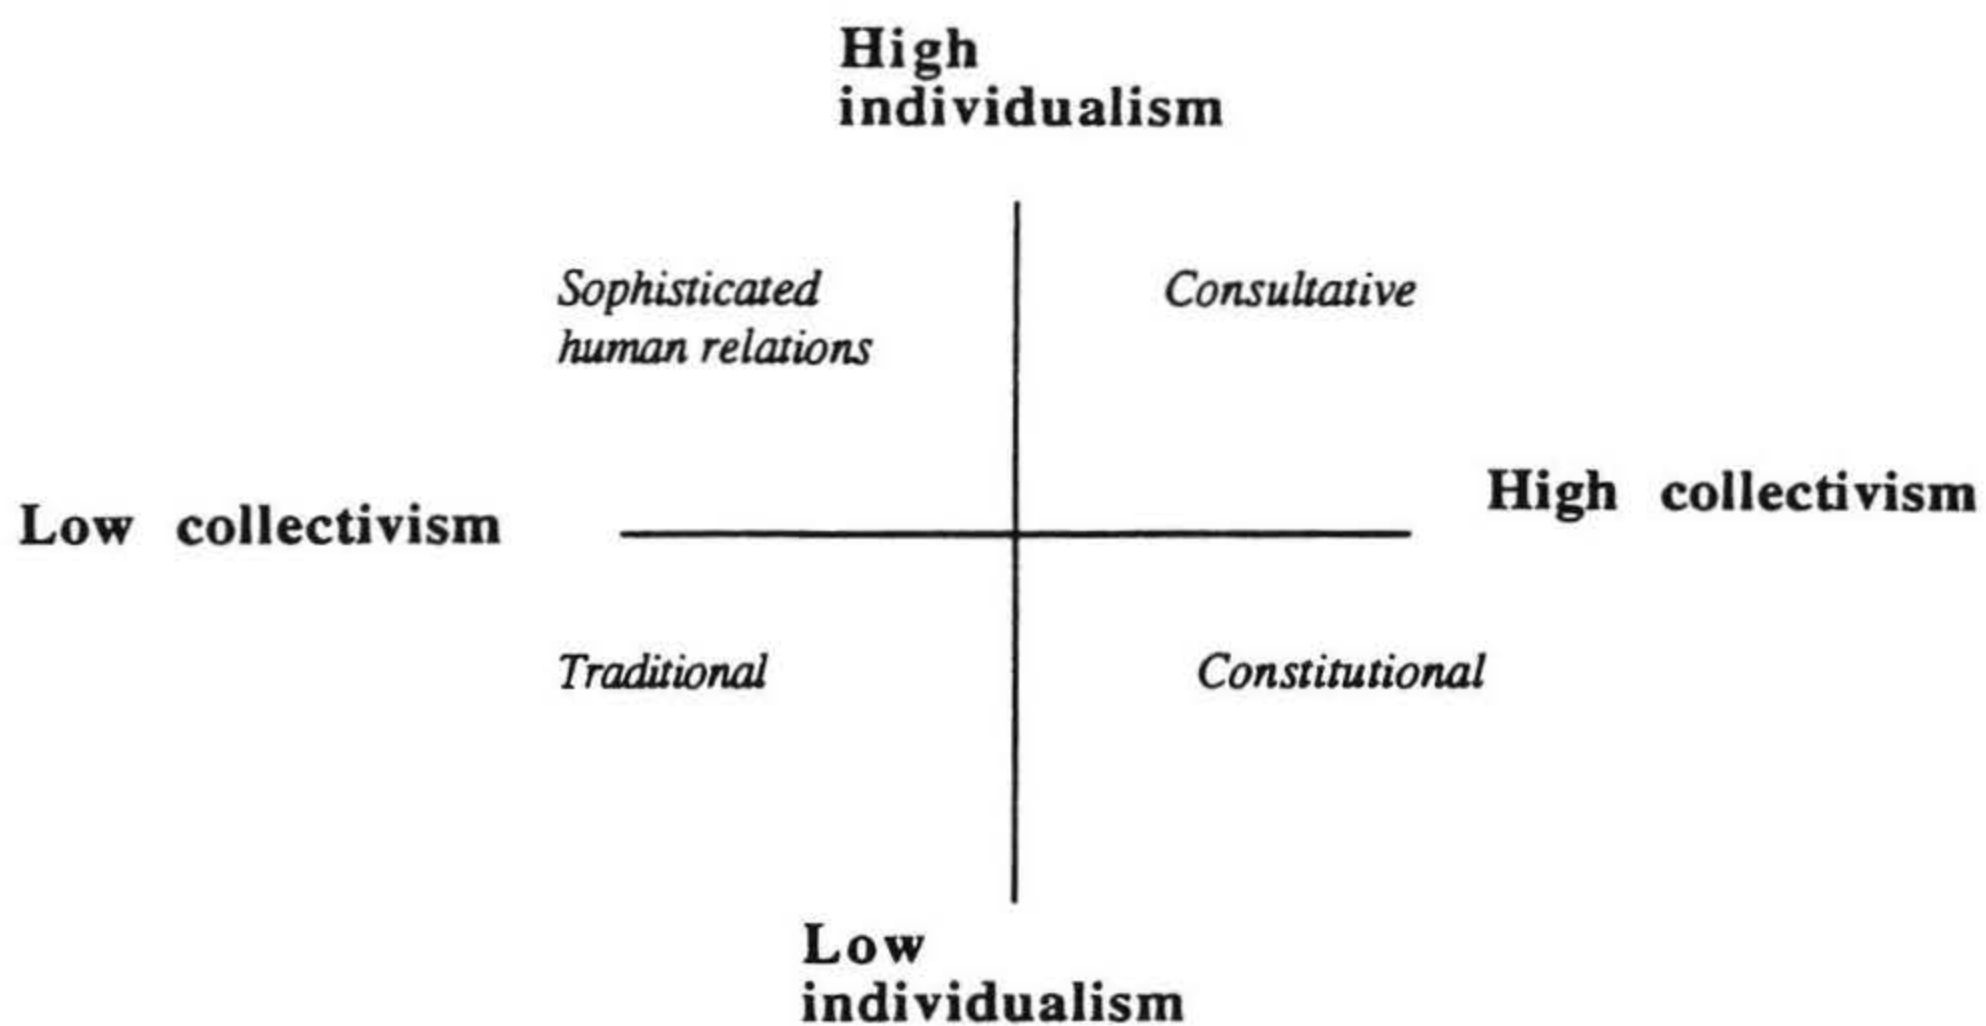 High
individualism
Sophisticated
human relations
Consultative
Low collectivism
High collectivism
Traditional
Constitutional
Low
individualism